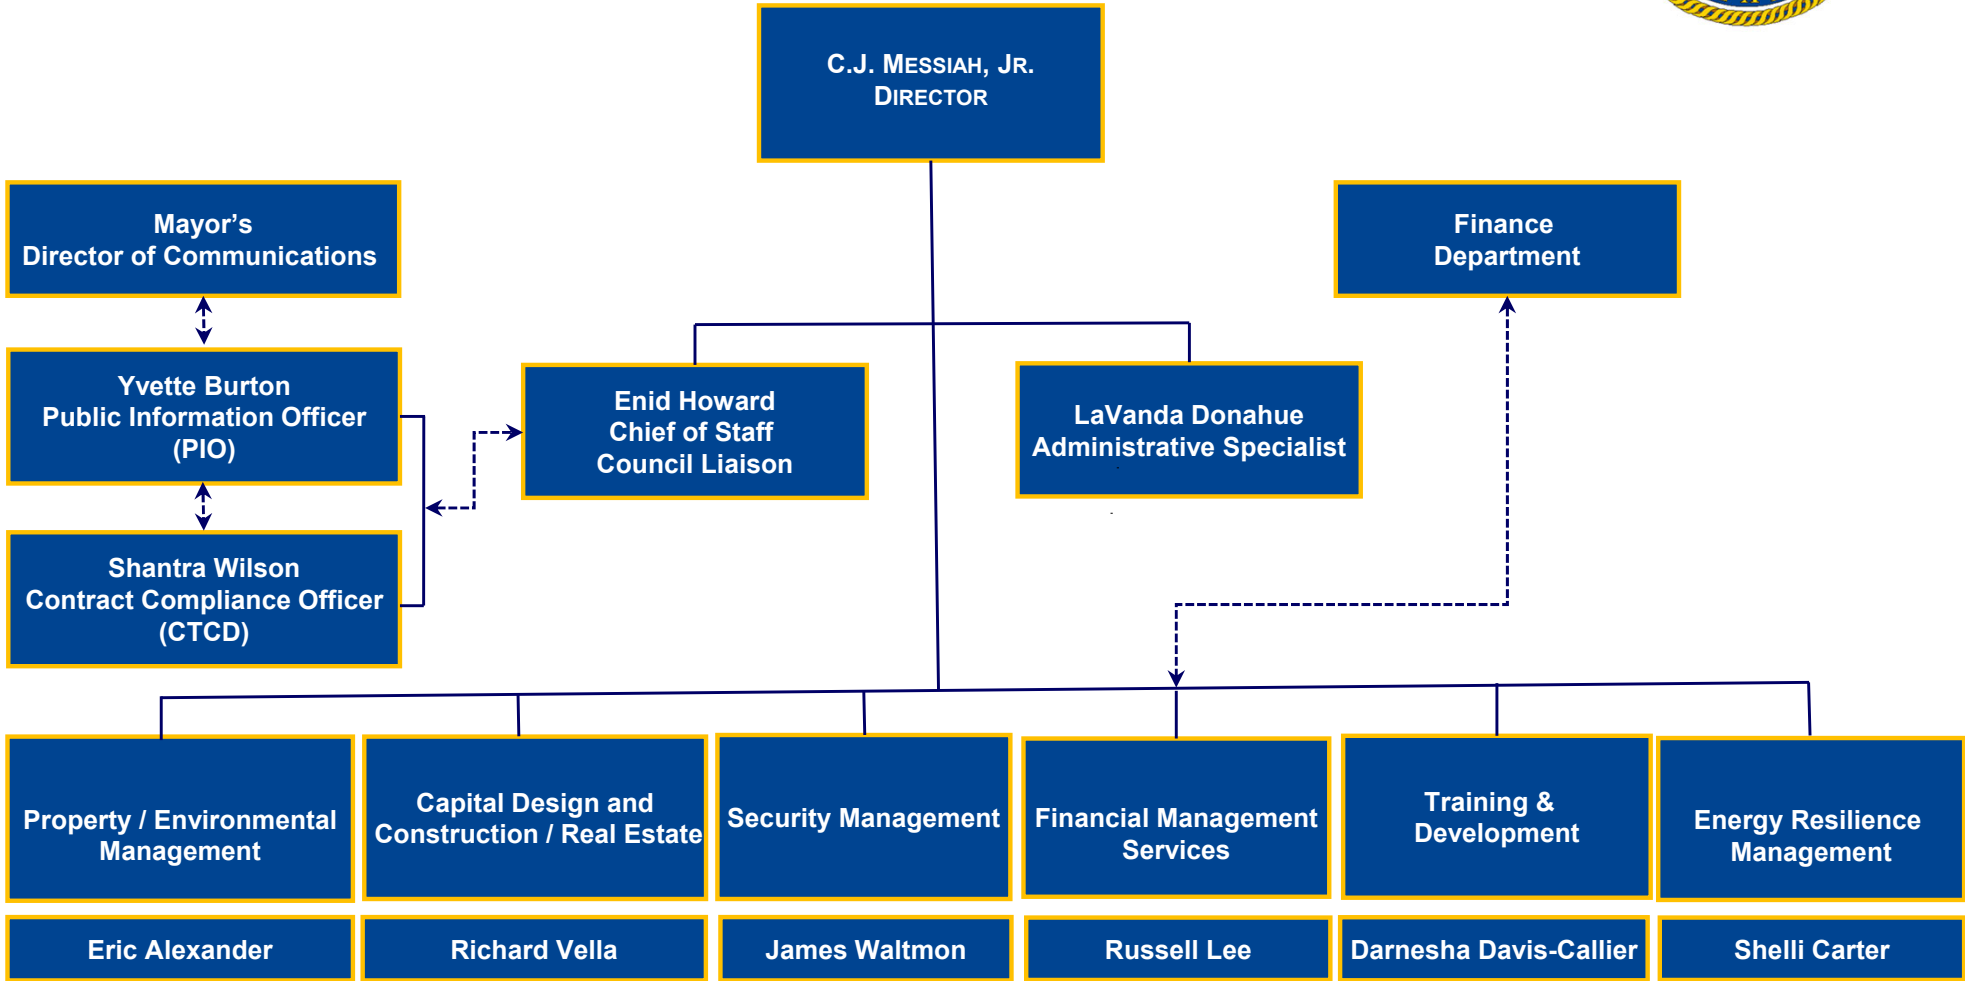 C.J. MESSIAH, JR.
DIRECTOR
Mayor’s
Director of Communications
Finance
Department
Yvette Burton
Public Information Officer
(PIO)
Enid Howard
Chief of Staff
Council Liaison
LaVanda Donahue
Administrative Specialist
Shantra Wilson
Contract Compliance Officer
(CTCD)
Property / Environmental
Management
Capital Design and
Construction / Real Estate
Security Management
Financial Management
Services
Training &
Development
Energy Resilience
Management
Eric Alexander
Richard Vella
James Waltmon
Russell Lee
Darnesha Davis-Callier
Shelli Carter